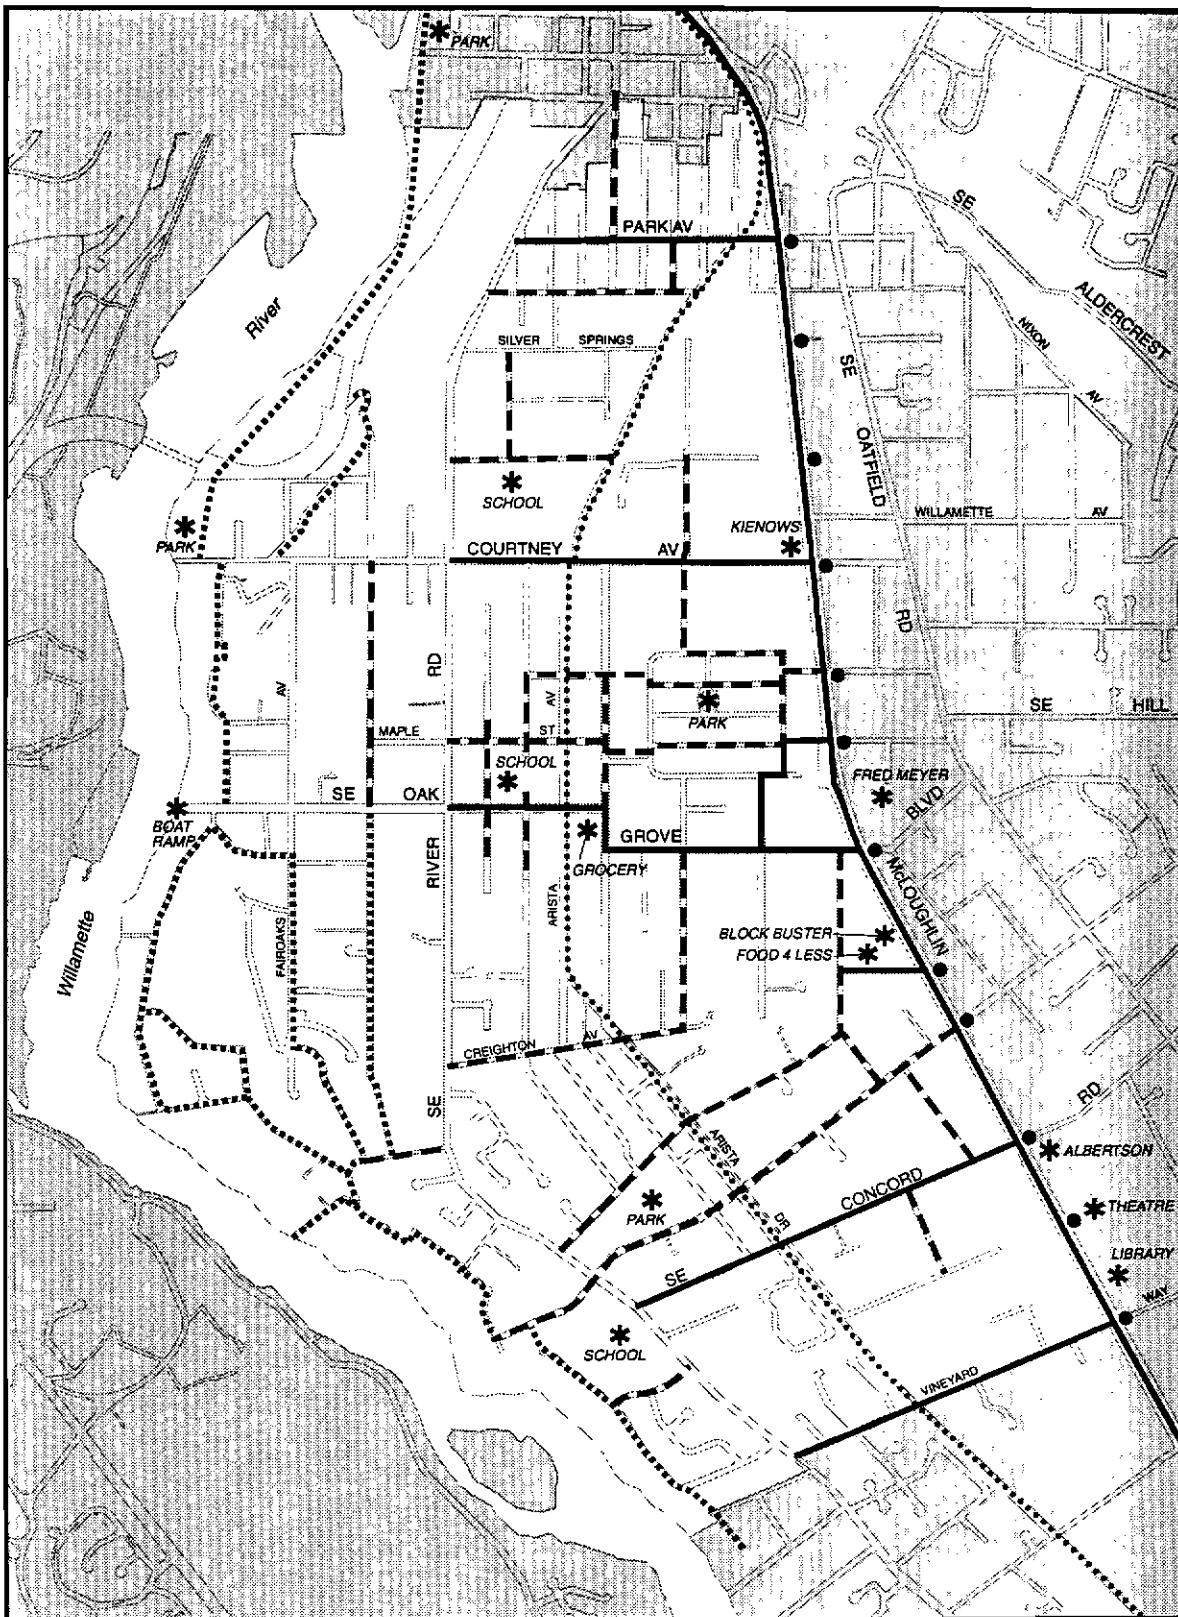 PARK
PARK AV
SE
ALDERCREST
River
NIXON
AV
SILVER SPRINGS
SE
OATFIELD
RD
SCHOOL
KIENOWS
WILLAMETTE AV
PARK
COURTNEY AV
RD
AV
AV
MAPLE ST
PARK
SE HILL
SCHOOL
FRED MEYER
SE OAK
GROVE
BLVD
BOAT
RAMP
RIVER
GROCERY
McLOUGHLIN
ARISTA
Willamette
FAIROAKS
BLOCK BUSTER
FOOD 4 LESS
CREIGHTON AV
SE
RD
ARISTA
DR
ALBERTSON
CONCORD
SE
PARK
THEATRE
LIBRARY
WAY
SCHOOL
VINEYARD